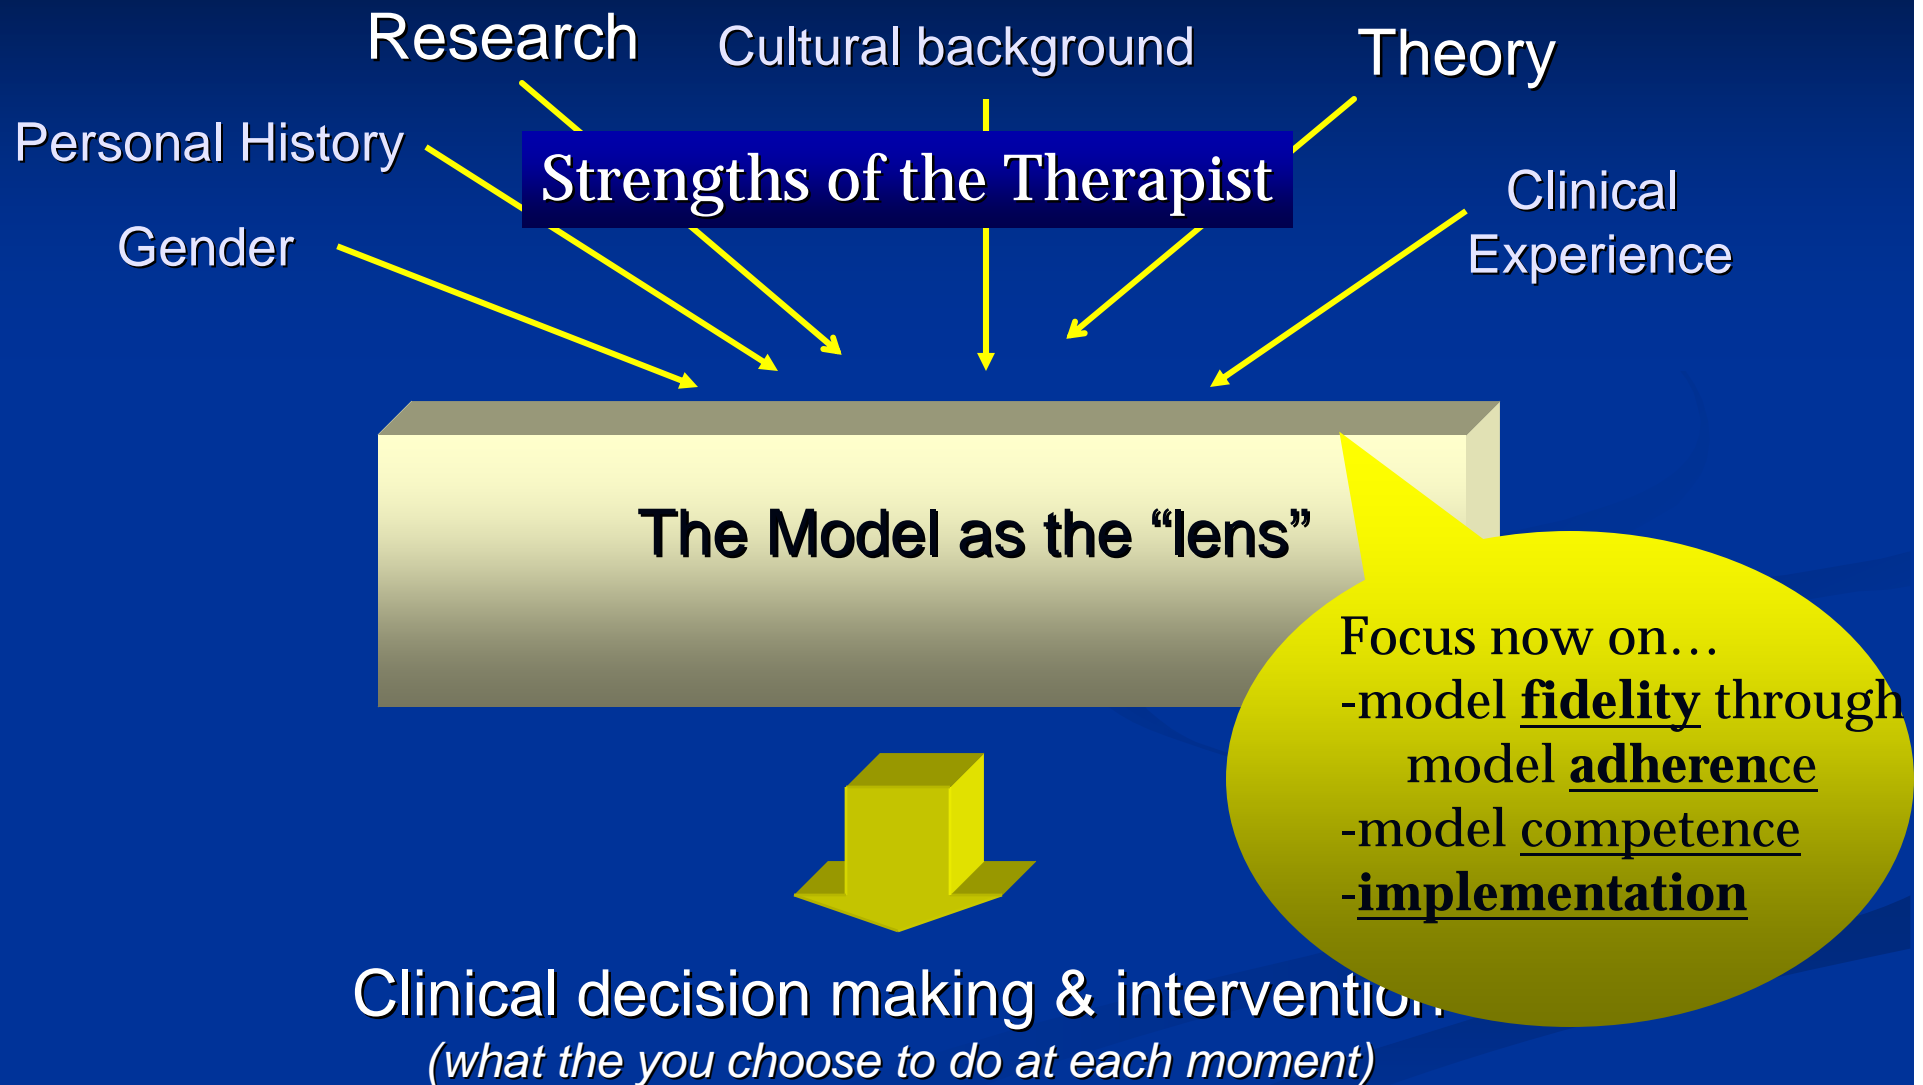 Research
Cultural background
Theory
Personal History
Strengths of the Therapist
Clinical
Experience
Gender
The Model as the “lens”
Focus now on…
-model fidelity through
model adherence
-model competence
-implementation
Clinical decision making & intervention
(what the you choose to do at each moment)